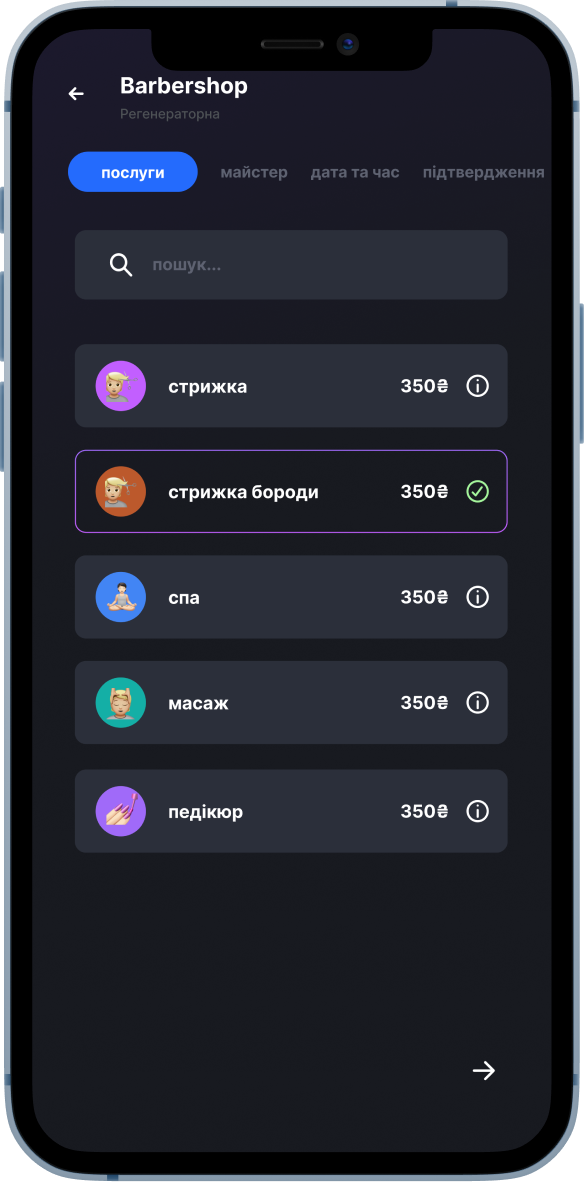 Barbershop
Регенераторна
послуги майстер дата та час підтвердження
пошук...
стрижка 350₴
стрижка бороди 350₴
спа 350₴
масаж 350₴
педікюр 350₴